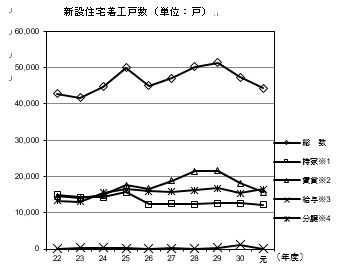 新設住宅着工戸数（単位：戸）
60,000
50,000
40,000
30,000
20,000
10,000
0
22 23 24 25 26 27 28 29 30 元
（年度）
総　数
持家※1
賃貸※2
給与※3
分譲※4